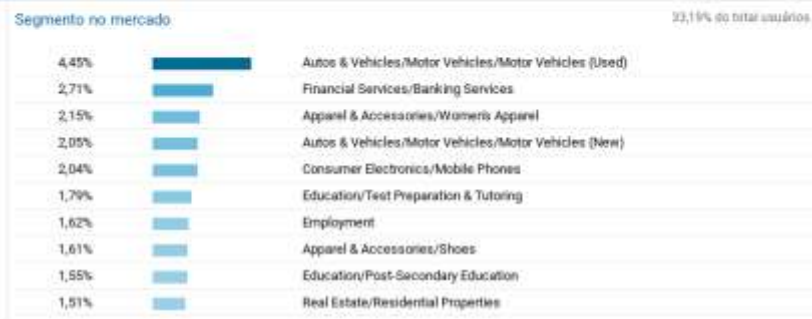 Segmento no mercado 33,19% do total usuários
4,45% Autos & Vehicles/Motor Vehicles/Motor Vehicles (Used)
2,71% Financial Services/Banking Services
2,15% Apparel & Accessories/Women's Apparel
2,05% Autos & Vehicles/Motor Vehicles/Motor Vehicles (New)
2,04% Consumer Electronics/Mobile Phones
1,79% Education/Test Preparation & Tutoring
1,62% Employment
1,61% Apparel & Accessories/Shoes
1,55% Education/Post-Secondary Education
1,51% Real Estate/Residential Properties